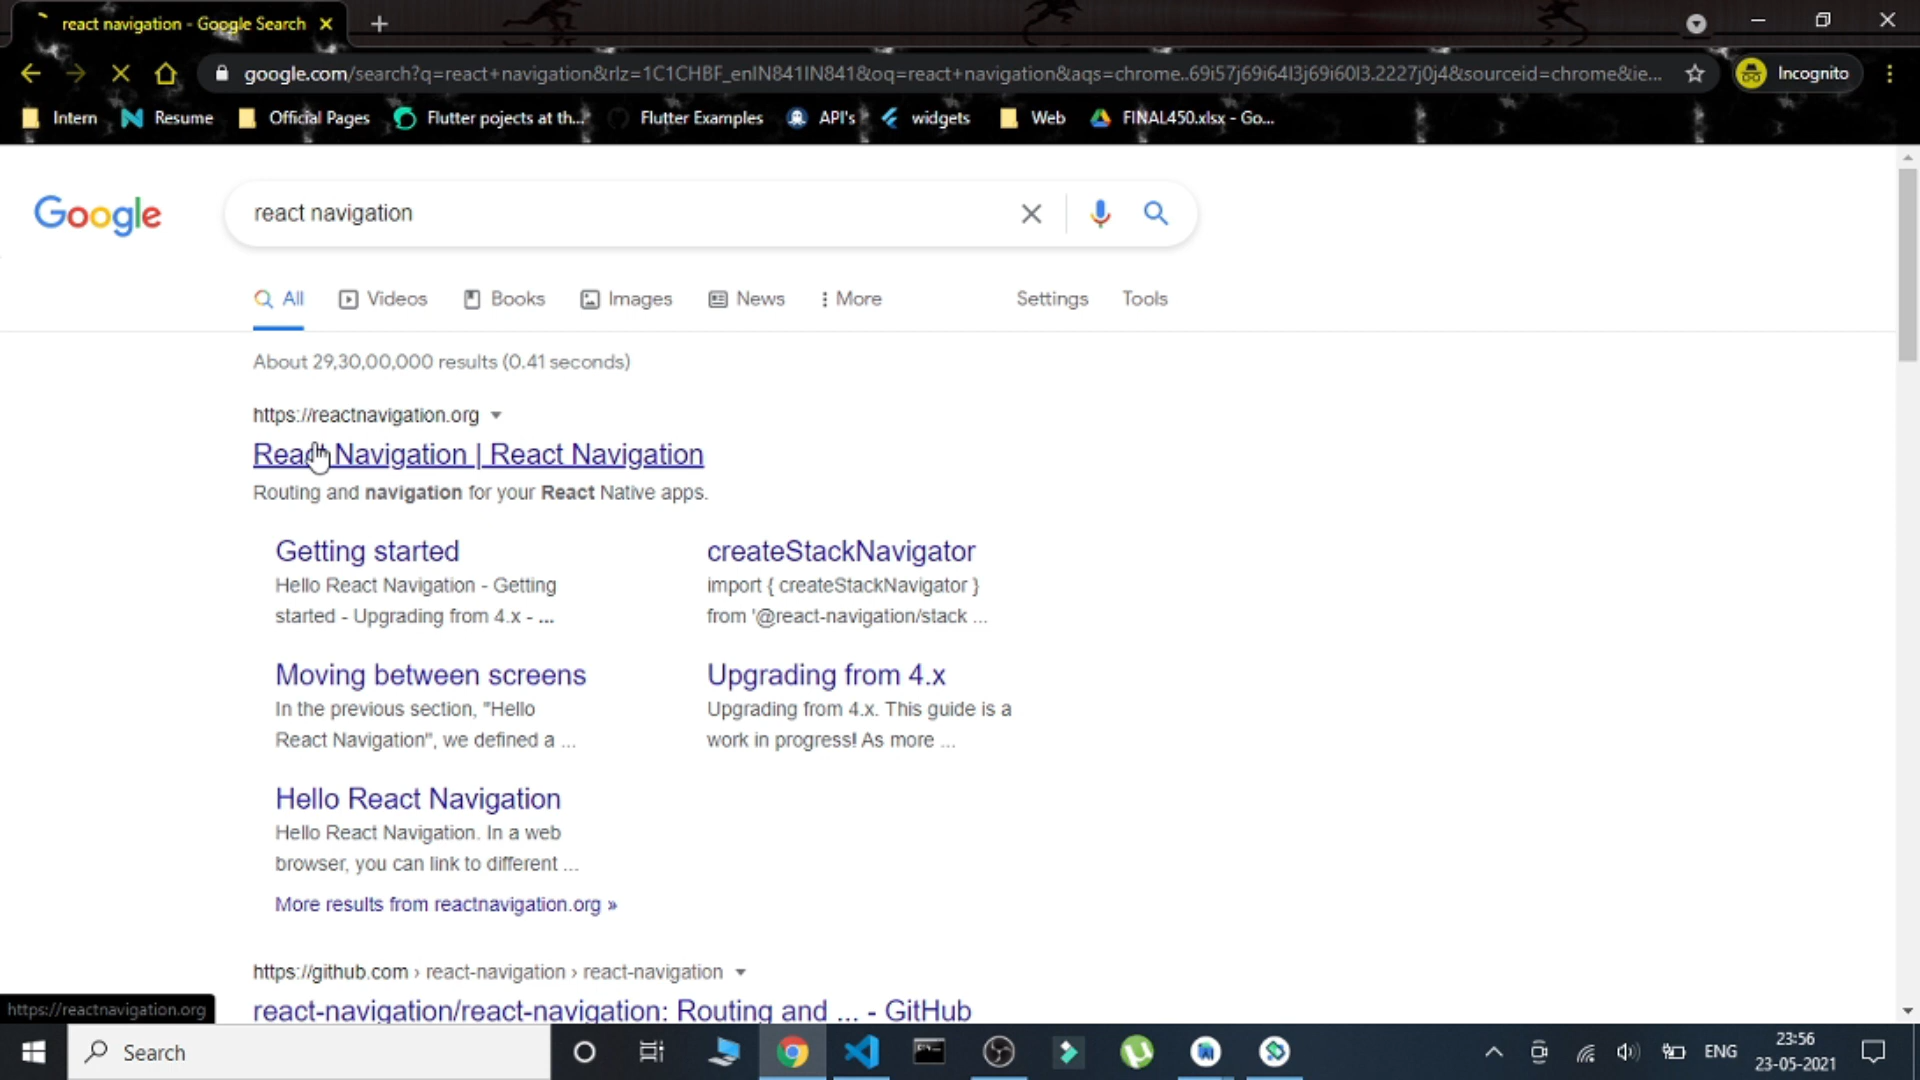 react navigation - Google Search
google.com/search?q=react+navigation&rlz=1C1CHBF_enIN841IN841&oq=react+navigation&aqs=chrome..69i57j69i64l3j69i60l3.2227j0j4&sourceid=chrome&ie...
Incognito
Intern
Resume
Official Pages
Flutter pojects at th...
Flutter Examples
API's
widgets
Web
FINAL450.xlsx - Go...
Google
react navigation
All
Videos
Books
Images
News
More
Settings
Tools
About 29,30,00,000 results (0.41 seconds)
https://reactnavigation.org
React Navigation | React Navigation
Routing and navigation for your React Native apps.
Getting started
Hello React Navigation - Getting
started - Upgrading from 4.x - ...
createStackNavigator
import { createStackNavigator }
from '@react-navigation/stack ...
Moving between screens
In the previous section, "Hello
React Navigation", we defined a ...
Upgrading from 4.x
Upgrading from 4.x. This guide is a
work in progress! As more ...
Hello React Navigation
Hello React Navigation. In a web
browser, you can link to different ...
More results from reactnavigation.org »
https://github.com › react-navigation › react-navigation
react-navigation/react-navigation: Routing and ... - GitHub
https://reactnavigation.org
Search
ENG
23:56
23-05-2021